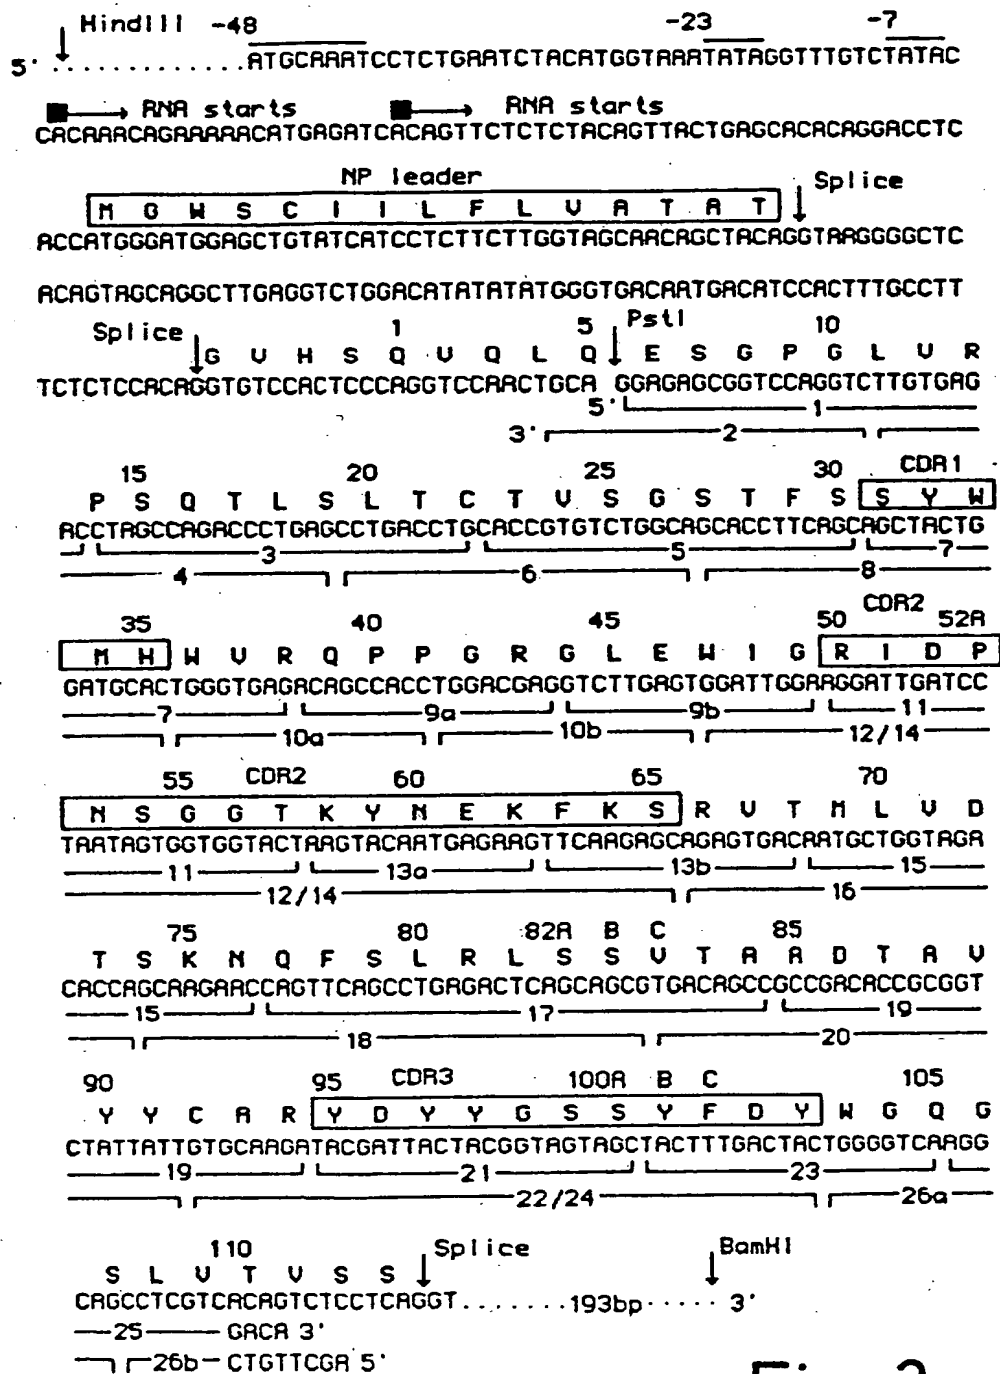 HindIII -48 -23 -7
5'.............ATGCAAATCCTCTGAATCTACATGGTAAATATAGGTTTGTCTATAC
RNA starts RNA starts
CACAAACAGAAAAACATGAGATCACAGTTCTCTCTACAGTTACTGAGCACACAGGACCTC
NP leader Splice
M G W S C I I L F L V A T A T
ACCATGGGATGGAGCTGTATCATCCTCTTCTTGGTAGCAACAGCTACAGGTAAGGGGCTC
ACAGTAGCAGGCTTGAGGTCTGGACATATATATGGGTGACAATGACATCCACTTTGCCTT
Splice 1 5 PstI 10
G V H S Q V Q L Q E S G P G L V R
TCTCTCCACAGGTGTCCACTCCCAGGTCCAACTGCA GGAGAGCGGTCCAGGTCTTGTGAG
5' 1
3' 2
15 20 25 30 CDR1
P S Q T L S L T C T V S G S T F S S Y W
ACCTAGCCAGACCCTGAGCCTGACCTGCACCGTGTCTGGCAGCACCTTCAGCAGCTACTG
3 5 7
4 6 8
35 40 45 50 CDR2 52A
M H W V R Q P P G R G L E W I G R I D P
GATGCACTGGGTGAGACAGCCACCTGGACGAGGTCTTGAGTGGATTGGAAGGATTGATCC
7 9a 9b 11
10a 10b 12/14
55 CDR2 60 65 70
N S G G T K Y N E K F K S R V T M L V D
TAATAGTGGTGGTACTAAGTACAATGAGAAGTTCAAGAGCAGAGTGACAATGCTGGTAGA
11 13a 13b 15
12/14 16
75 80 82A B C 85
T S K N Q F S L R L S S V T A A D T A V
CACCAGCAAGAACCAGTTCAGCCTGAGACTCAGCAGCGTGACAGCCGCCGACACCGCGGT
15 17 19
18 20
90 95 CDR3 100A B C 105
Y Y C A R Y D Y Y G S S Y F D Y W G Q G
CTATTATTGTGCAAGATACGATTACTACGGTAGTAGCTACTTTGACTACTGGGGTCAAGG
19 21 23
22/24 26a
110 Splice BamHI
S L V T V S S
CAGCCTCGTCACAGTCTCCTCAGGT.......193bp..... 3'
25 GACA 3'
26b CTGTTCGA 5'